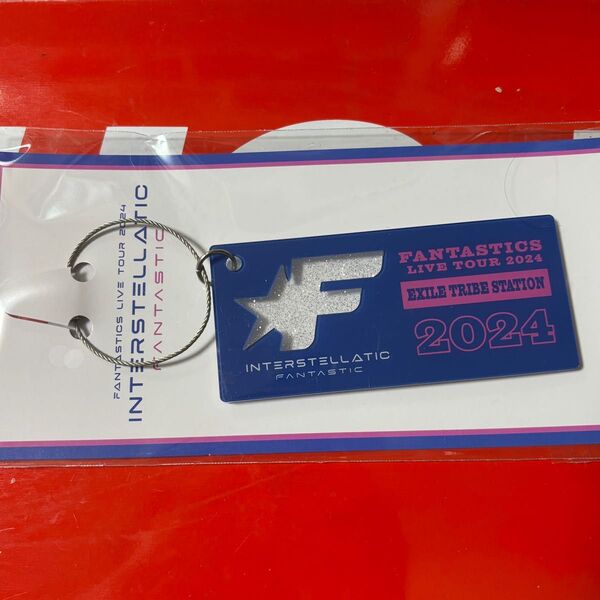 FANTASTICS LIVE TOUR 2024
INTERSTELLATIC
FANTASTIC
F
INTERSTELLATIC
FANTASTIC
FANTASTICS
LIVE TOUR 2024
EXILE TRIBE STATION
2024